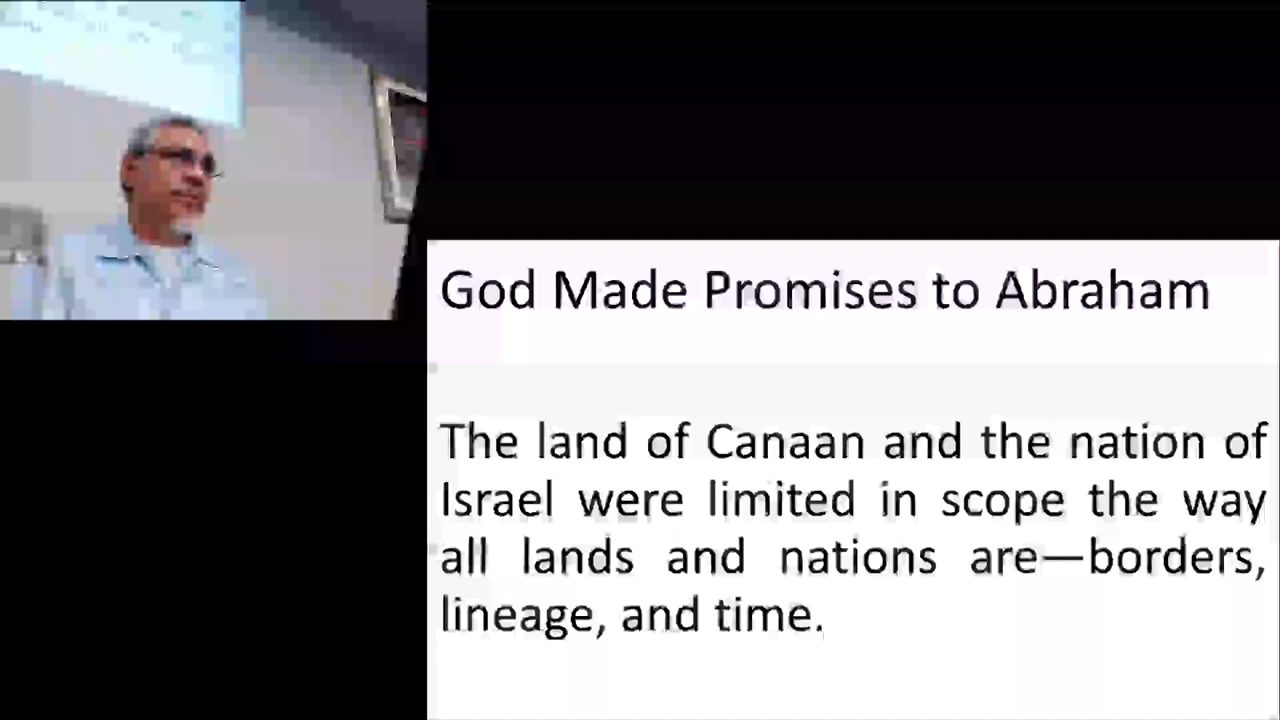 God Made Promises to Abraham
The land of Canaan and the nation of
Israel were limited in scope the way
all lands and nations are—borders,
lineage, and time.